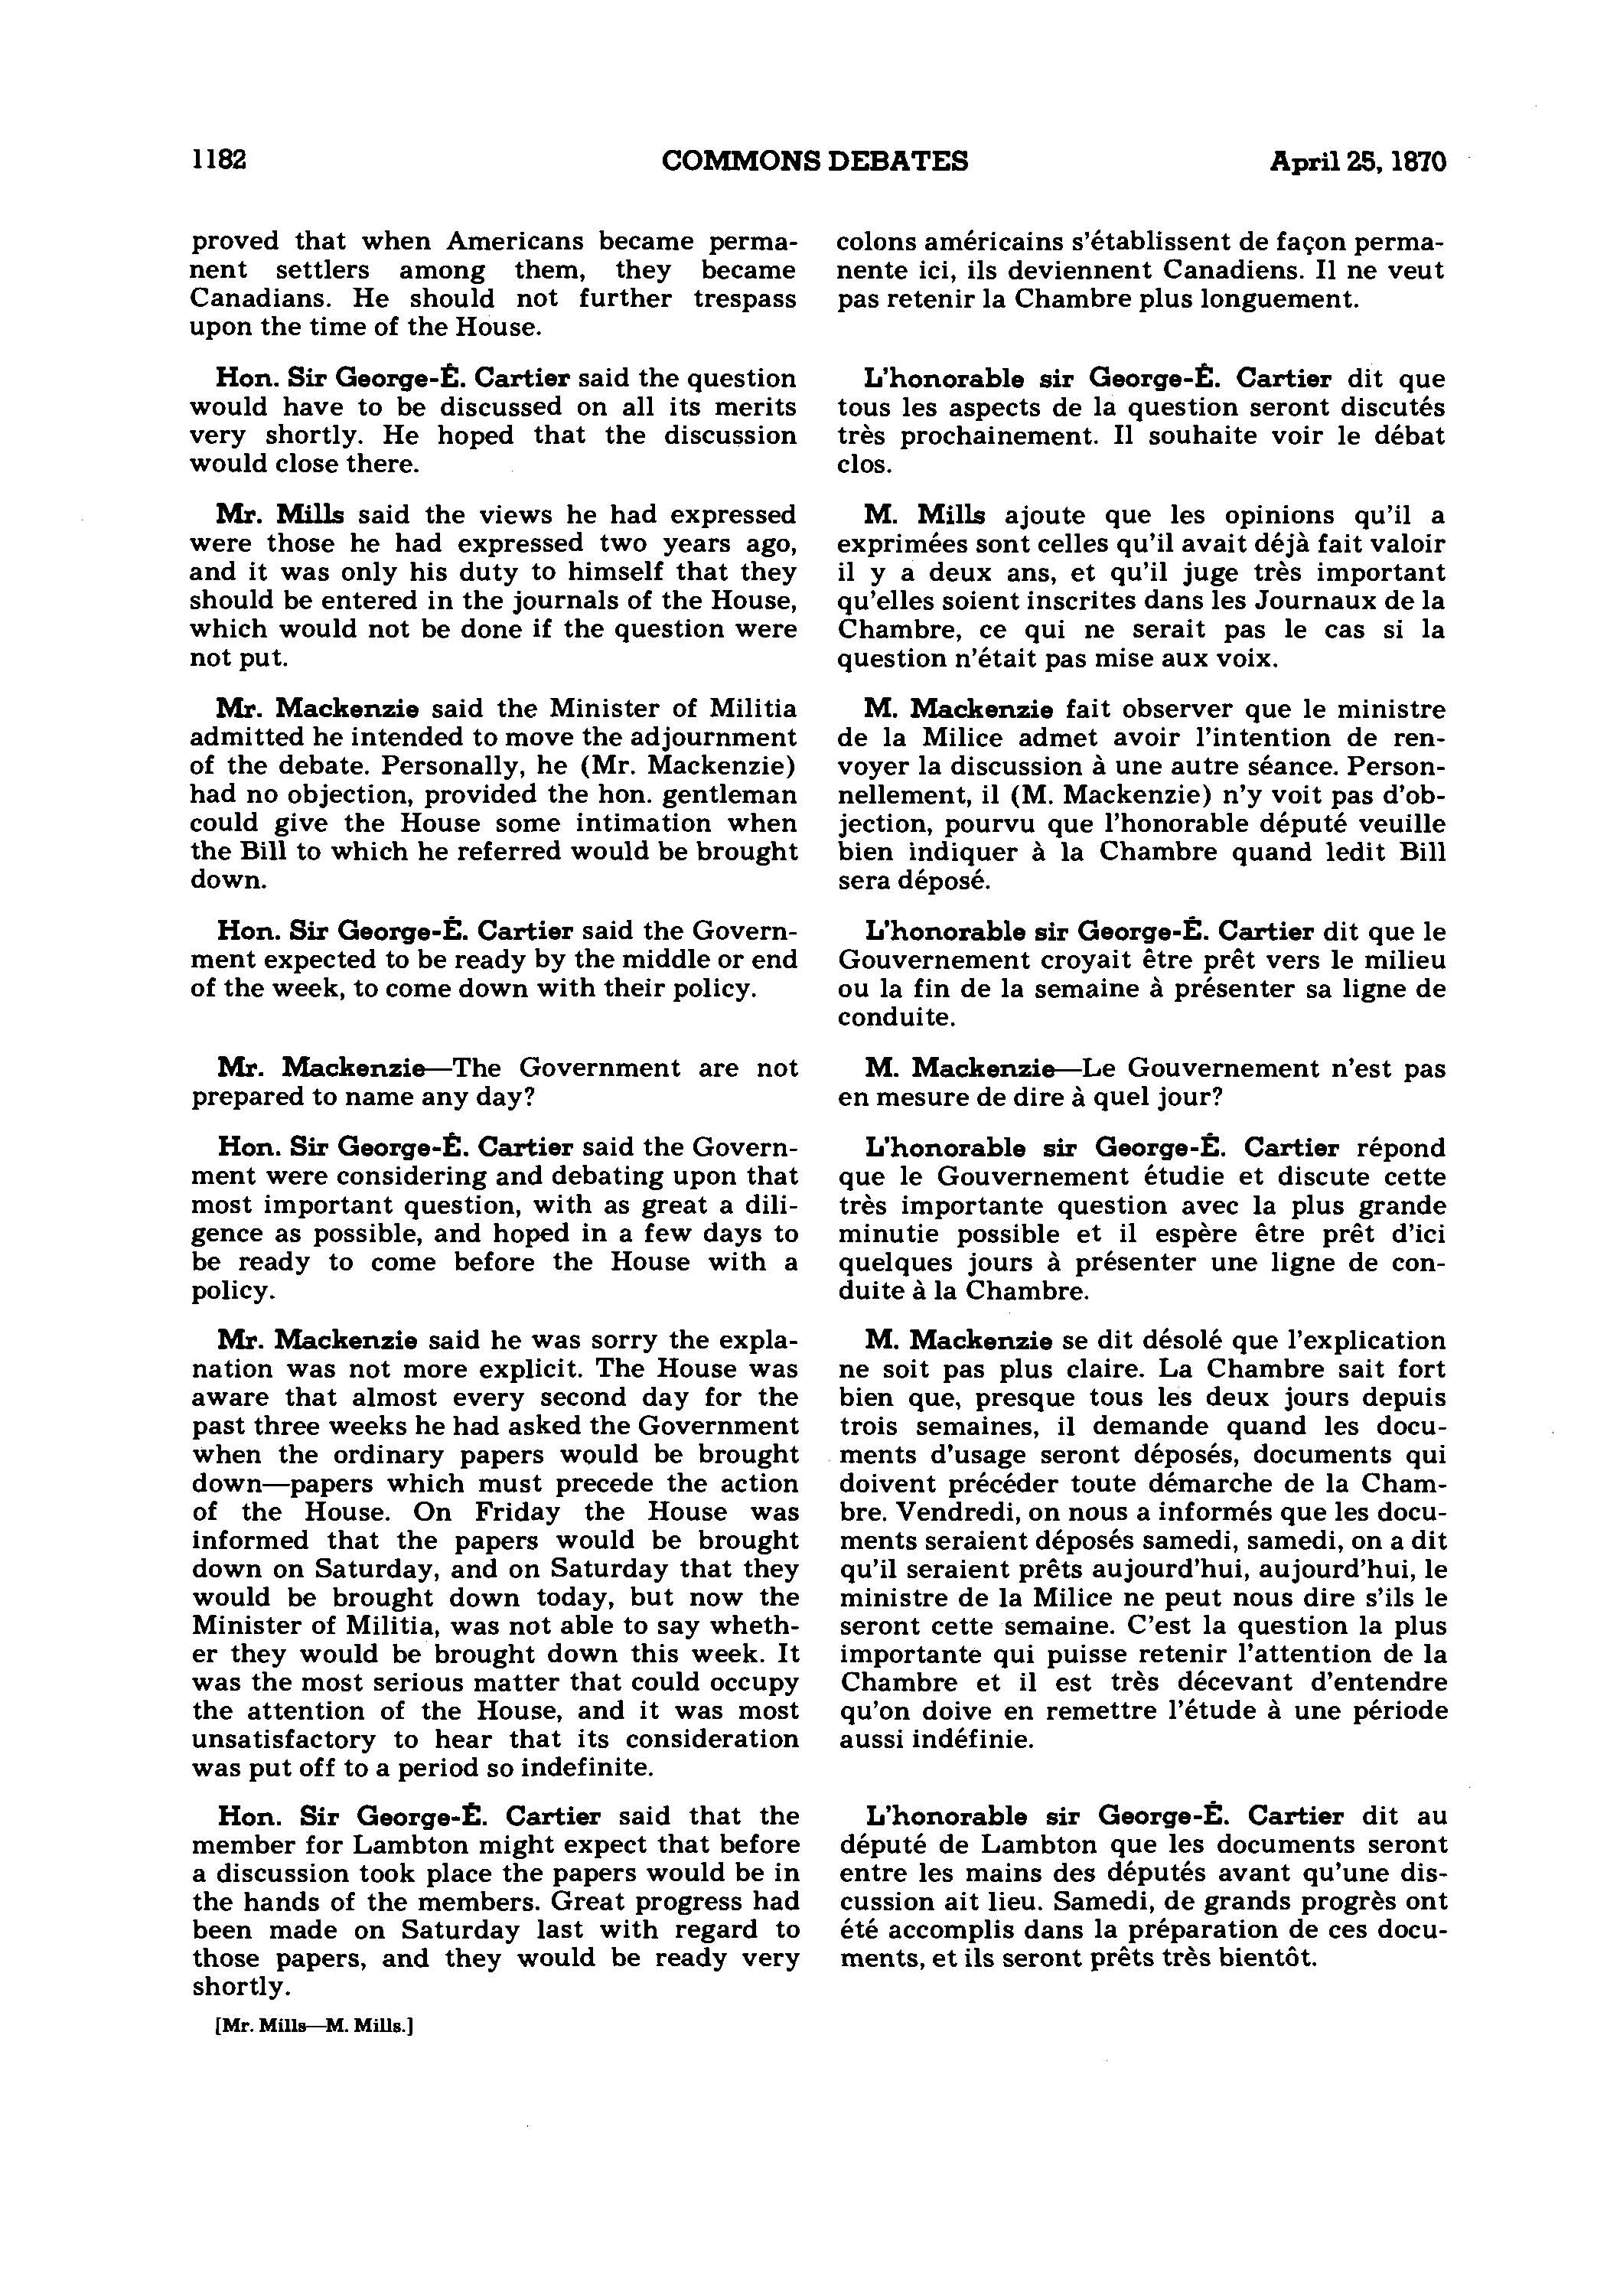 1182 COMMONS DEBATES April 25, 1870
proved that when Americans became perma-
nent settlers among them, they became
Canadians. He should not further trespass
upon the time of the House.
Hon. Sir George-É. Cartier said the question
would have to be discussed on all its merits
very shortly. He hoped that the discussion
would close there.
Mr. Mills said the views he had expressed
were those he had expressed two years ago,
and it was only his duty to himself that they
should be entered in the journals of the House,
which would not be done if the question were
not put.
Mr. Mackenzie said the Minister of Militia
admitted he intended to move the adjournment
of the debate. Personally, he (Mr. Mackenzie)
had no objection, provided the hon. gentleman
could give the House some intimation when
the Bill to which he referred would be brought
down.
Hon. Sir George-É. Cartier said the Govern-
ment expected to be ready by the middle or end
of the week, to come down with their policy.
Mr. Mackenzie—The Government are not
prepared to name any day?
Hon. Sir George-É. Cartier said the Govern-
ment were considering and debating upon that
most important question, with as great a dili-
gence as possible, and hoped in a few days to
be ready to come before the House with a
policy.
Mr. Mackenzie said he was sorry the expla-
nation was not more explicit. The House was
aware that almost every second day for the
past three weeks he had asked the Government
when the ordinary papers would be brought
down—papers which must precede the action
of the House. On Friday the House was
informed that the papers would be brought
down on Saturday, and on Saturday that they
would be brought down today, but now the
Minister of Militia, was not able to say wheth-
er they would be brought down this week. It
was the most serious matter that could occupy
the attention of the House, and it was most
unsatisfactory to hear that its consideration
was put off to a period so indefinite.
Hon. Sir George-É. Cartier said that the
member for Lambton might expect that before
a discussion took place the papers would be in
the hands of the members. Great progress had
been made on Saturday last with regard to
those papers, and they would be ready very
shortly.
[Mr. Mills—M. Mills.]
colons américains s'établissent de façon perma-
nente ici, ils deviennent Canadiens. Il ne veut
pas retenir la Chambre plus longuement.
L'honorable sir George-É. Cartier dit que
tous les aspects de la question seront discutés
très prochainement. Il souhaite voir le débat
clos.
M. Mills ajoute que les opinions qu'il a
exprimées sont celles qu'il avait déjà fait valoir
il y a deux ans, et qu'il juge très important
qu'elles soient inscrites dans les Journaux de la
Chambre, ce qui ne serait pas le cas si la
question n'était pas mise aux voix.
M. Mackenzie fait observer que le ministre
de la Milice admet avoir l'intention de ren-
voyer la discussion à une autre séance. Person-
nellement, il (M. Mackenzie) n'y voit pas d'ob-
jection, pourvu que l'honorable député veuille
bien indiquer à la Chambre quand ledit Bill
sera déposé.
L'honorable sir George-É. Cartier dit que le
Gouvernement croyait être prêt vers le milieu
ou la fin de la semaine à présenter sa ligne de
conduite.
M. Mackenzie—Le Gouvernement n'est pas
en mesure de dire à quel jour?
L'honorable sir George-É. Cartier répond
que le Gouvernement étudie et discute cette
très importante question avec la plus grande
minutie possible et il espère être prêt d'ici
quelques jours à présenter une ligne de con-
duite à la Chambre.
M. Mackenzie se dit désolé que l'explication
ne soit pas plus claire. La Chambre sait fort
bien que, presque tous les deux jours depuis
trois semaines, il demande quand les docu-
ments d'usage seront déposés, documents qui
doivent précéder toute démarche de la Cham-
bre. Vendredi, on nous a informés que les docu-
ments seraient déposés samedi, samedi, on a dit
qu'il seraient prêts aujourd'hui, aujourd'hui, le
ministre de la Milice ne peut nous dire s'ils le
seront cette semaine. C'est la question la plus
importante qui puisse retenir l'attention de la
Chambre et il est très décevant d'entendre
qu'on doive en remettre l'étude à une période
aussi indéfinie.
L'honorable sir George-É. Cartier dit au
député de Lambton que les documents seront
entre les mains des députés avant qu'une dis-
cussion ait lieu. Samedi, de grands progrès ont
été accomplis dans la préparation de ces docu-
ments, et ils seront prêts très bientôt.